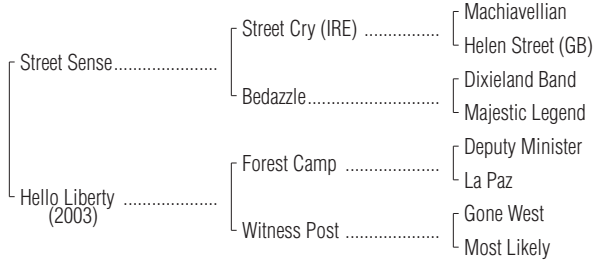 Machiavellian
Street Cry (IRE) ..................
Helen Street (GB)
Street Sense.........................
Dixieland Band
Bedazzle................................
Majestic Legend
Deputy Minister
Forest Camp ......................
La Paz
Hello Liberty ......................
(2003)
Gone West
Witness Post ......................
Most Likely